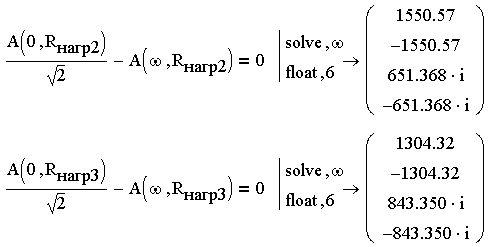 A(0,Rнагр2)/√2 − A(∞,Rнагр2) = 0 | solve,∞ float,6 → (1550.57 −1550.57 651.368·i −651.368·i)
A(0,Rнагр3)/√2 − A(∞,Rнагр3) = 0 | solve,∞ float,6 → (1304.32 −1304.32 843.350·i −843.350·i)